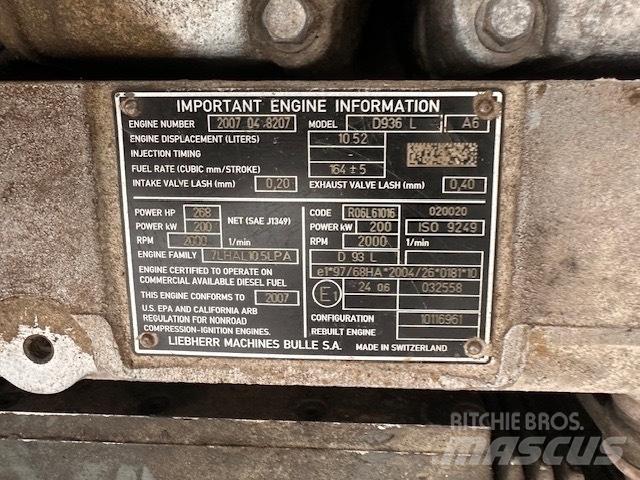 IMPORTANT ENGINE INFORMATION
ENGINE NUMBER 2007 04 8207 MODEL D936 L A6
ENGINE DISPLACEMENT (LITERS) 10.52
INJECTION TIMING
FUEL RATE (CUBIC mm/STROKE) 164 ± 5
INTAKE VALVE LASH (mm) 0,20 EXHAUST VALVE LASH (mm) 0,40
POWER HP 268
POWER kW 200 NET (SAE J1349)
RPM 2000 1/min
ENGINE FAMILY 7LHAL10.5LPA
ENGINE CERTIFIED TO OPERATE ON
COMMERCIAL AVAILABLE DIESEL FUEL
THIS ENGINE CONFORMS TO 2007
U.S. EPA AND CALIFORNIA ARB
REGULATION FOR NONROAD
COMPRESSION-IGNITION ENGINES.
CODE R06L61016 020020
POWER kW 200 ISO 9249
RPM 2000 1/min
D 93 L
e1*97/68HA*2004/26*0181*10
E1 24 06 032558
CONFIGURATION 10116961
REBUILT ENGINE
LIEBHERR MACHINES BULLE S.A. MADE IN SWITZERLAND
RITCHIE BROS.
MASCUS